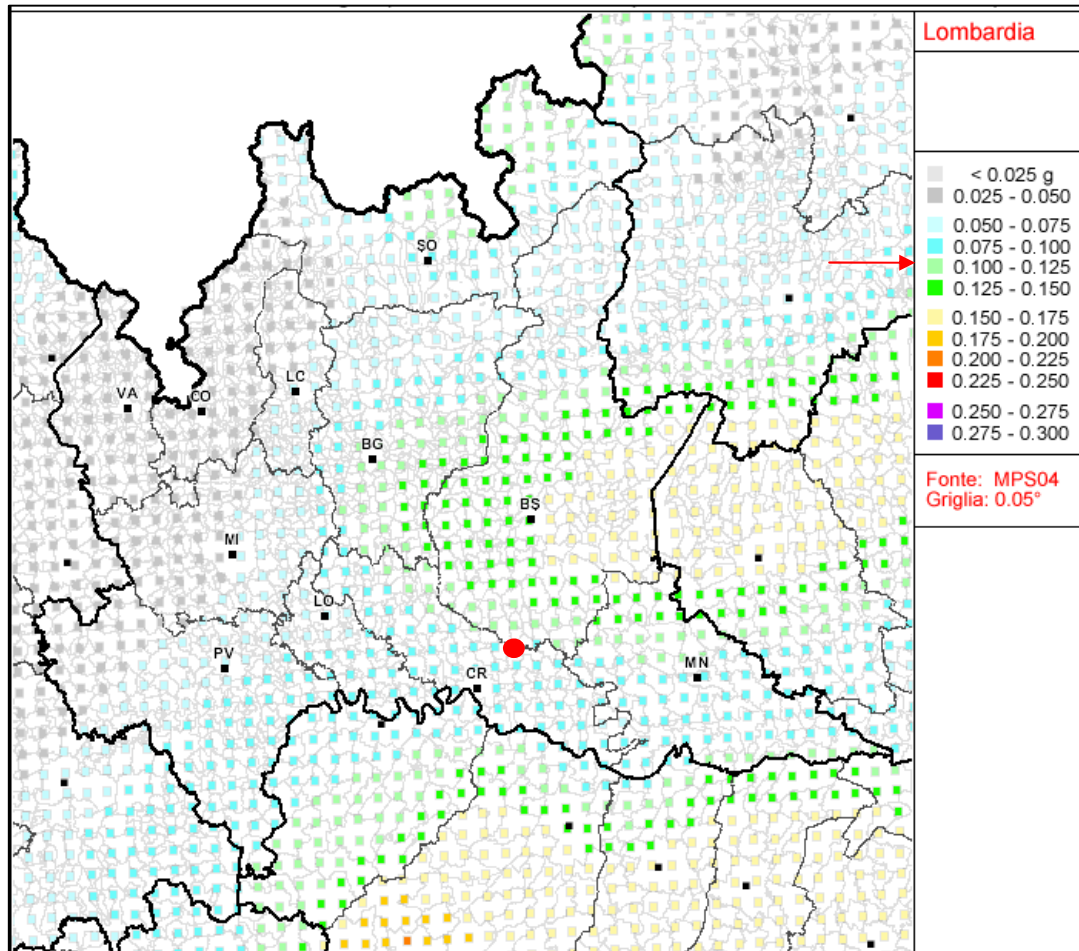 Lombardia
< 0.025 g
0.025 - 0.050
0.050 - 0.075
0.075 - 0.100
0.100 - 0.125
0.125 - 0.150
0.150 - 0.175
0.175 - 0.200
0.200 - 0.225
0.225 - 0.250
0.250 - 0.275
0.275 - 0.300
Fonte: MPS04
Griglia: 0.05°
SO
LC
VA
CO
BG
BS
MI
LO
PV
CR
MN